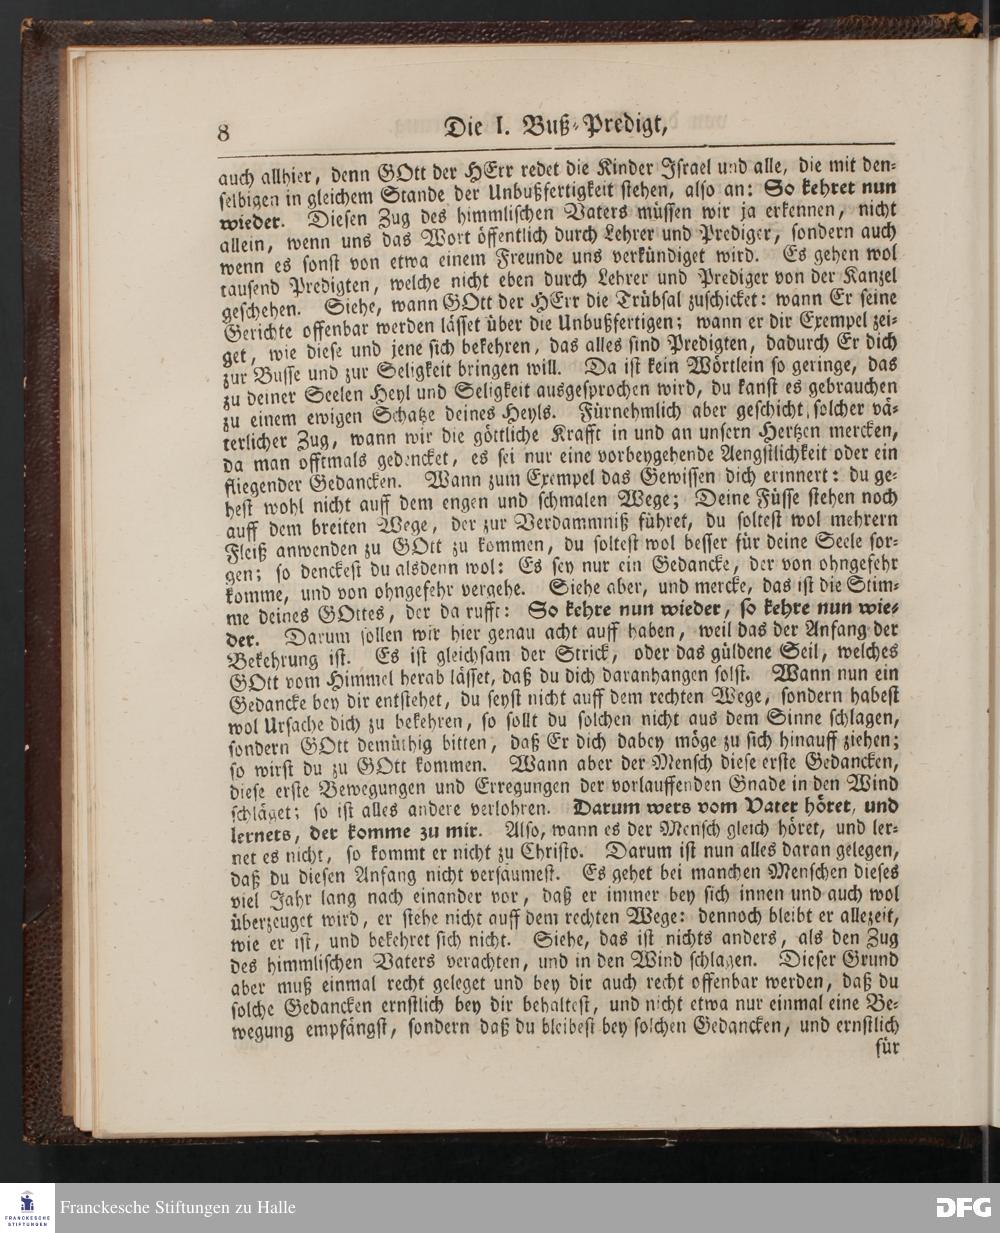 8
Die I. Buß-Predigt,
auch allhier, denn GOtt der HErr redet die Kinder Israel und alle, die mit den-
selbigen in gleichem Stande der Unbußfertigkeit stehen, also an: So kehret nun
wieder. Diesen Zug des himmlischen Vaters müssen wir ja erkennen, nicht
allein, wenn uns das Wort öffentlich durch Lehrer und Prediger, sondern auch
wenn es sonst von etwa einem Freunde uns verkündiget wird. Es gehen wol
tausend Predigten, welche nicht eben durch Lehrer und Prediger von der Kanzel
geschehen. Siehe, wann GOtt der HErr die Trübsal zuschicket: wann Er seine
Gerichte offenbar werden lässet über die Unbußfertigen; wann er dir Exempel zei-
get, wie diese und jene sich bekehren, das alles sind Predigten, dadurch Er dich
zur Busse und zur Seligkeit bringen will. Da ist kein Wörtlein so geringe, das
zu deiner Seelen Heyl und Seligkeit ausgesprochen wird, du kanst es gebrauchen
zu einem ewigen Schatze deines Heyls. Fürnehmlich aber geschicht solcher vä-
terlicher Zug, wann wir die göttliche Krafft in und an unsern Hertzen mercken,
da man offtmals gedencket, es sei nur eine vorbeygehende Aengstlichkeit oder ein
fliegender Gedancken. Wann zum Exempel das Gewissen dich erinnert: du ge-
hest wohl nicht auff dem engen und schmalen Wege; Deine Füsse stehen noch
auff dem breiten Wege, der zur Verdammniß führet, du soltest wol mehrern
Fleiß anwenden zu GOtt zu kommen, du soltest wol besser für deine Seele sor-
gen; so denckest du alsdenn wol: Es sey nur ein Gedancke, der von ohngefehr
komme, und von ohngefehr vergehe. Siehe aber, und mercke, das ist die Stim-
me deines GOttes, der da rufft: So kehre nun wieder, so kehre nun wie-
der. Darum sollen wir hier genau acht auff haben, weil das der Anfang der
Bekehrung ist. Es ist gleichsam der Strick, oder das güldene Seil, welches
GOtt vom Himmel herab lässet, daß du dich daranhangen solst. Wann nun ein
Gedancke bey dir entstehet, du seyst nicht auff dem rechten Wege, sondern habest
wol Ursache dich zu bekehren, so sollt du solchen nicht aus dem Sinne schlagen,
sondern GOtt demüthig bitten, daß Er dich dabey möge zu sich hinauff ziehen;
so wirst du zu GOtt kommen. Wann aber der Mensch diese erste Gedancken,
diese erste Bewegungen und Erregungen der vorlauffenden Gnade in den Wind
schläget; so ist alles andere verlohren. Darum wers vom Vater höret, und
lernets, der komme zu mir. Also, wann es der Mensch gleich höret, und ler-
net es nicht, so kommt er nicht zu Christo. Darum ist nun alles daran gelegen,
daß du diesen Anfang nicht versäumest. Es gehet bei manchen Menschen dieses
viel Jahr lang nach einander vor, daß er immer bey sich innen und auch wol
überzeuget wird, er stehe nicht auff dem rechten Wege: dennoch bleibt er allezeit,
wie er ist, und bekehret sich nicht. Siehe, das ist nichts anders, als den Zug
des himmlischen Vaters verachten, und in den Wind schlagen. Dieser Grund
aber muß einmal recht geleget und bey dir auch recht offenbar werden, daß du
solche Gedancken ernstlich bey dir behaltest, und nicht etwa nur einmal eine Be-
wegung empfängst, sondern daß du bleibest bey solchen Gedancken, und ernstlich
für
FRANCKESCHE
STIFTUNGEN
Franckesche Stiftungen zu Halle
DFG